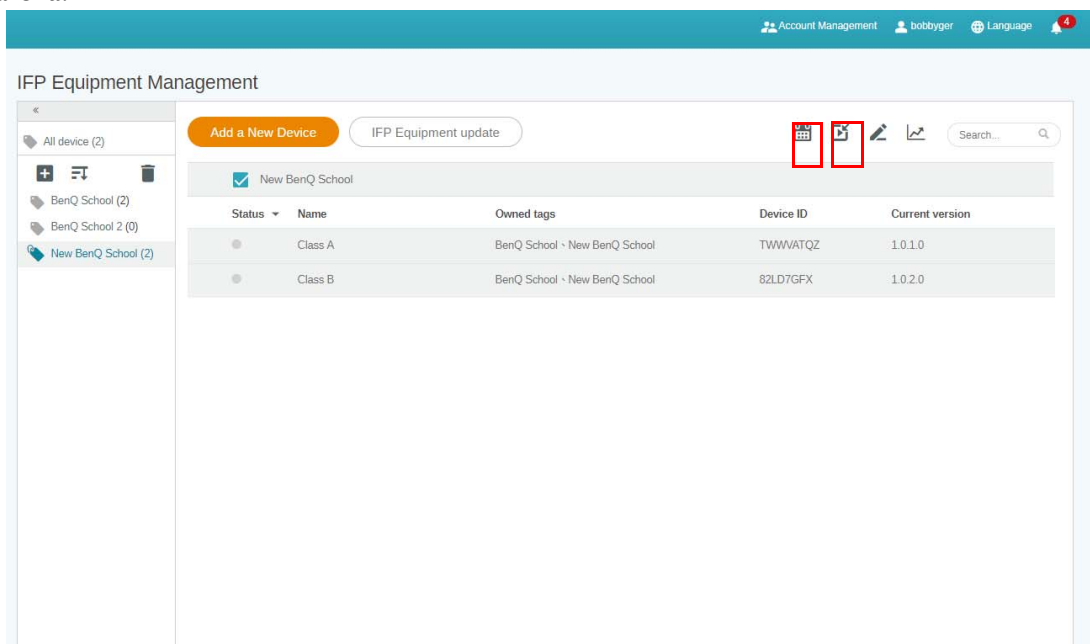 Account Management bobbyger Language 4
IFP Equipment Management
«
All device (2)
Add a New Device IFP Equipment update Search...
BenQ School (2)
BenQ School 2 (0)
New BenQ School (2)
New BenQ School
Status Name Owned tags Device ID Current version
Class A BenQ School、New BenQ School TWWVATQZ 1.0.1.0
Class B BenQ School、New BenQ School 82LD7GFX 1.0.2.0